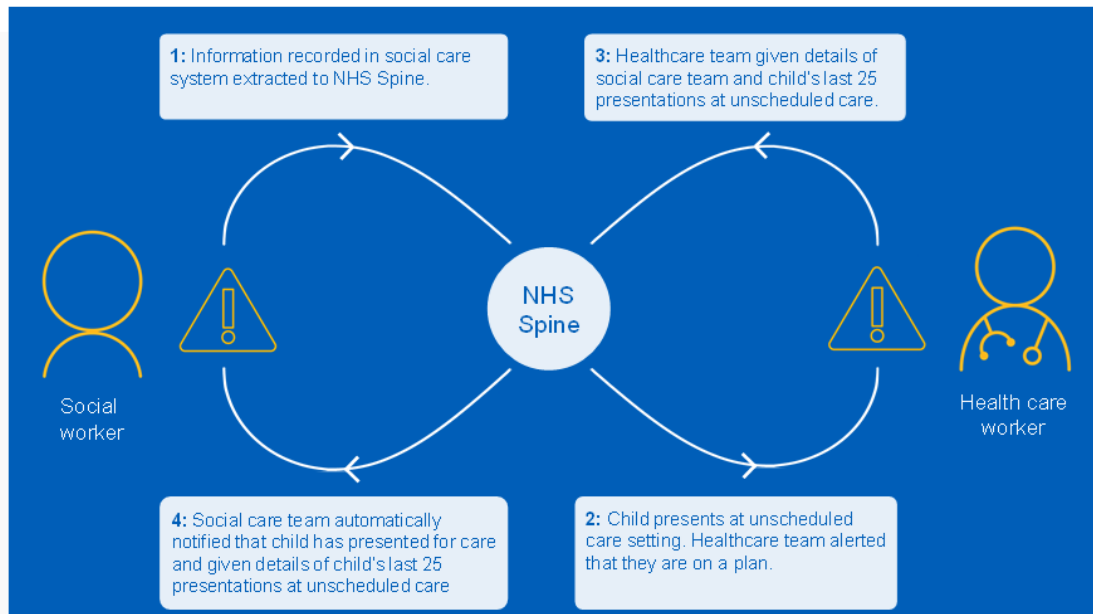 1: Information recorded in social care
system extracted to NHS Spine.
3: Healthcare team given details of
social care team and child's last 25
presentations at unscheduled care.
NHS
Spine
Social
worker
Health care
worker
4: Social care team automatically
notified that child has presented for care
and given details of child's last 25
presentations at unscheduled care
2: Child presents at unscheduled
care setting. Healthcare team alerted
that they are on a plan.